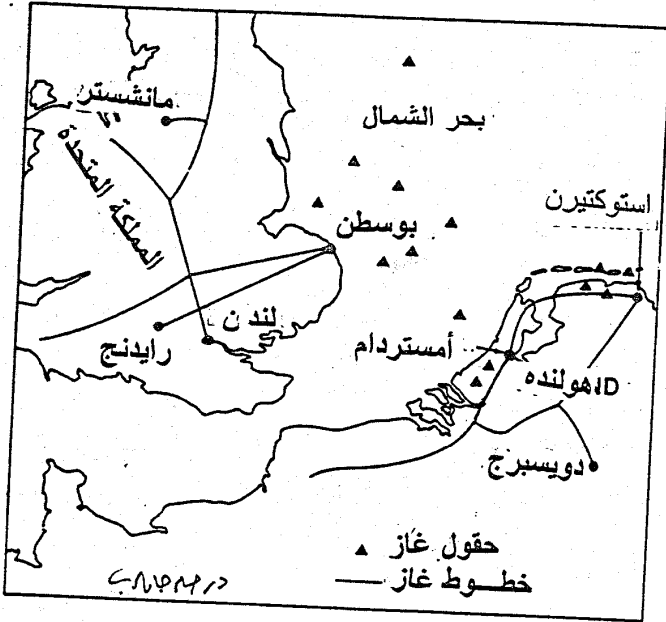 مانشستر
بحر الشمال
المملكة المتحدة
استوكتيرن
بوسطن
لندن
رايدنج
أمستردام
هولنده
دويسبرج
حقول غاز
خطوط غاز